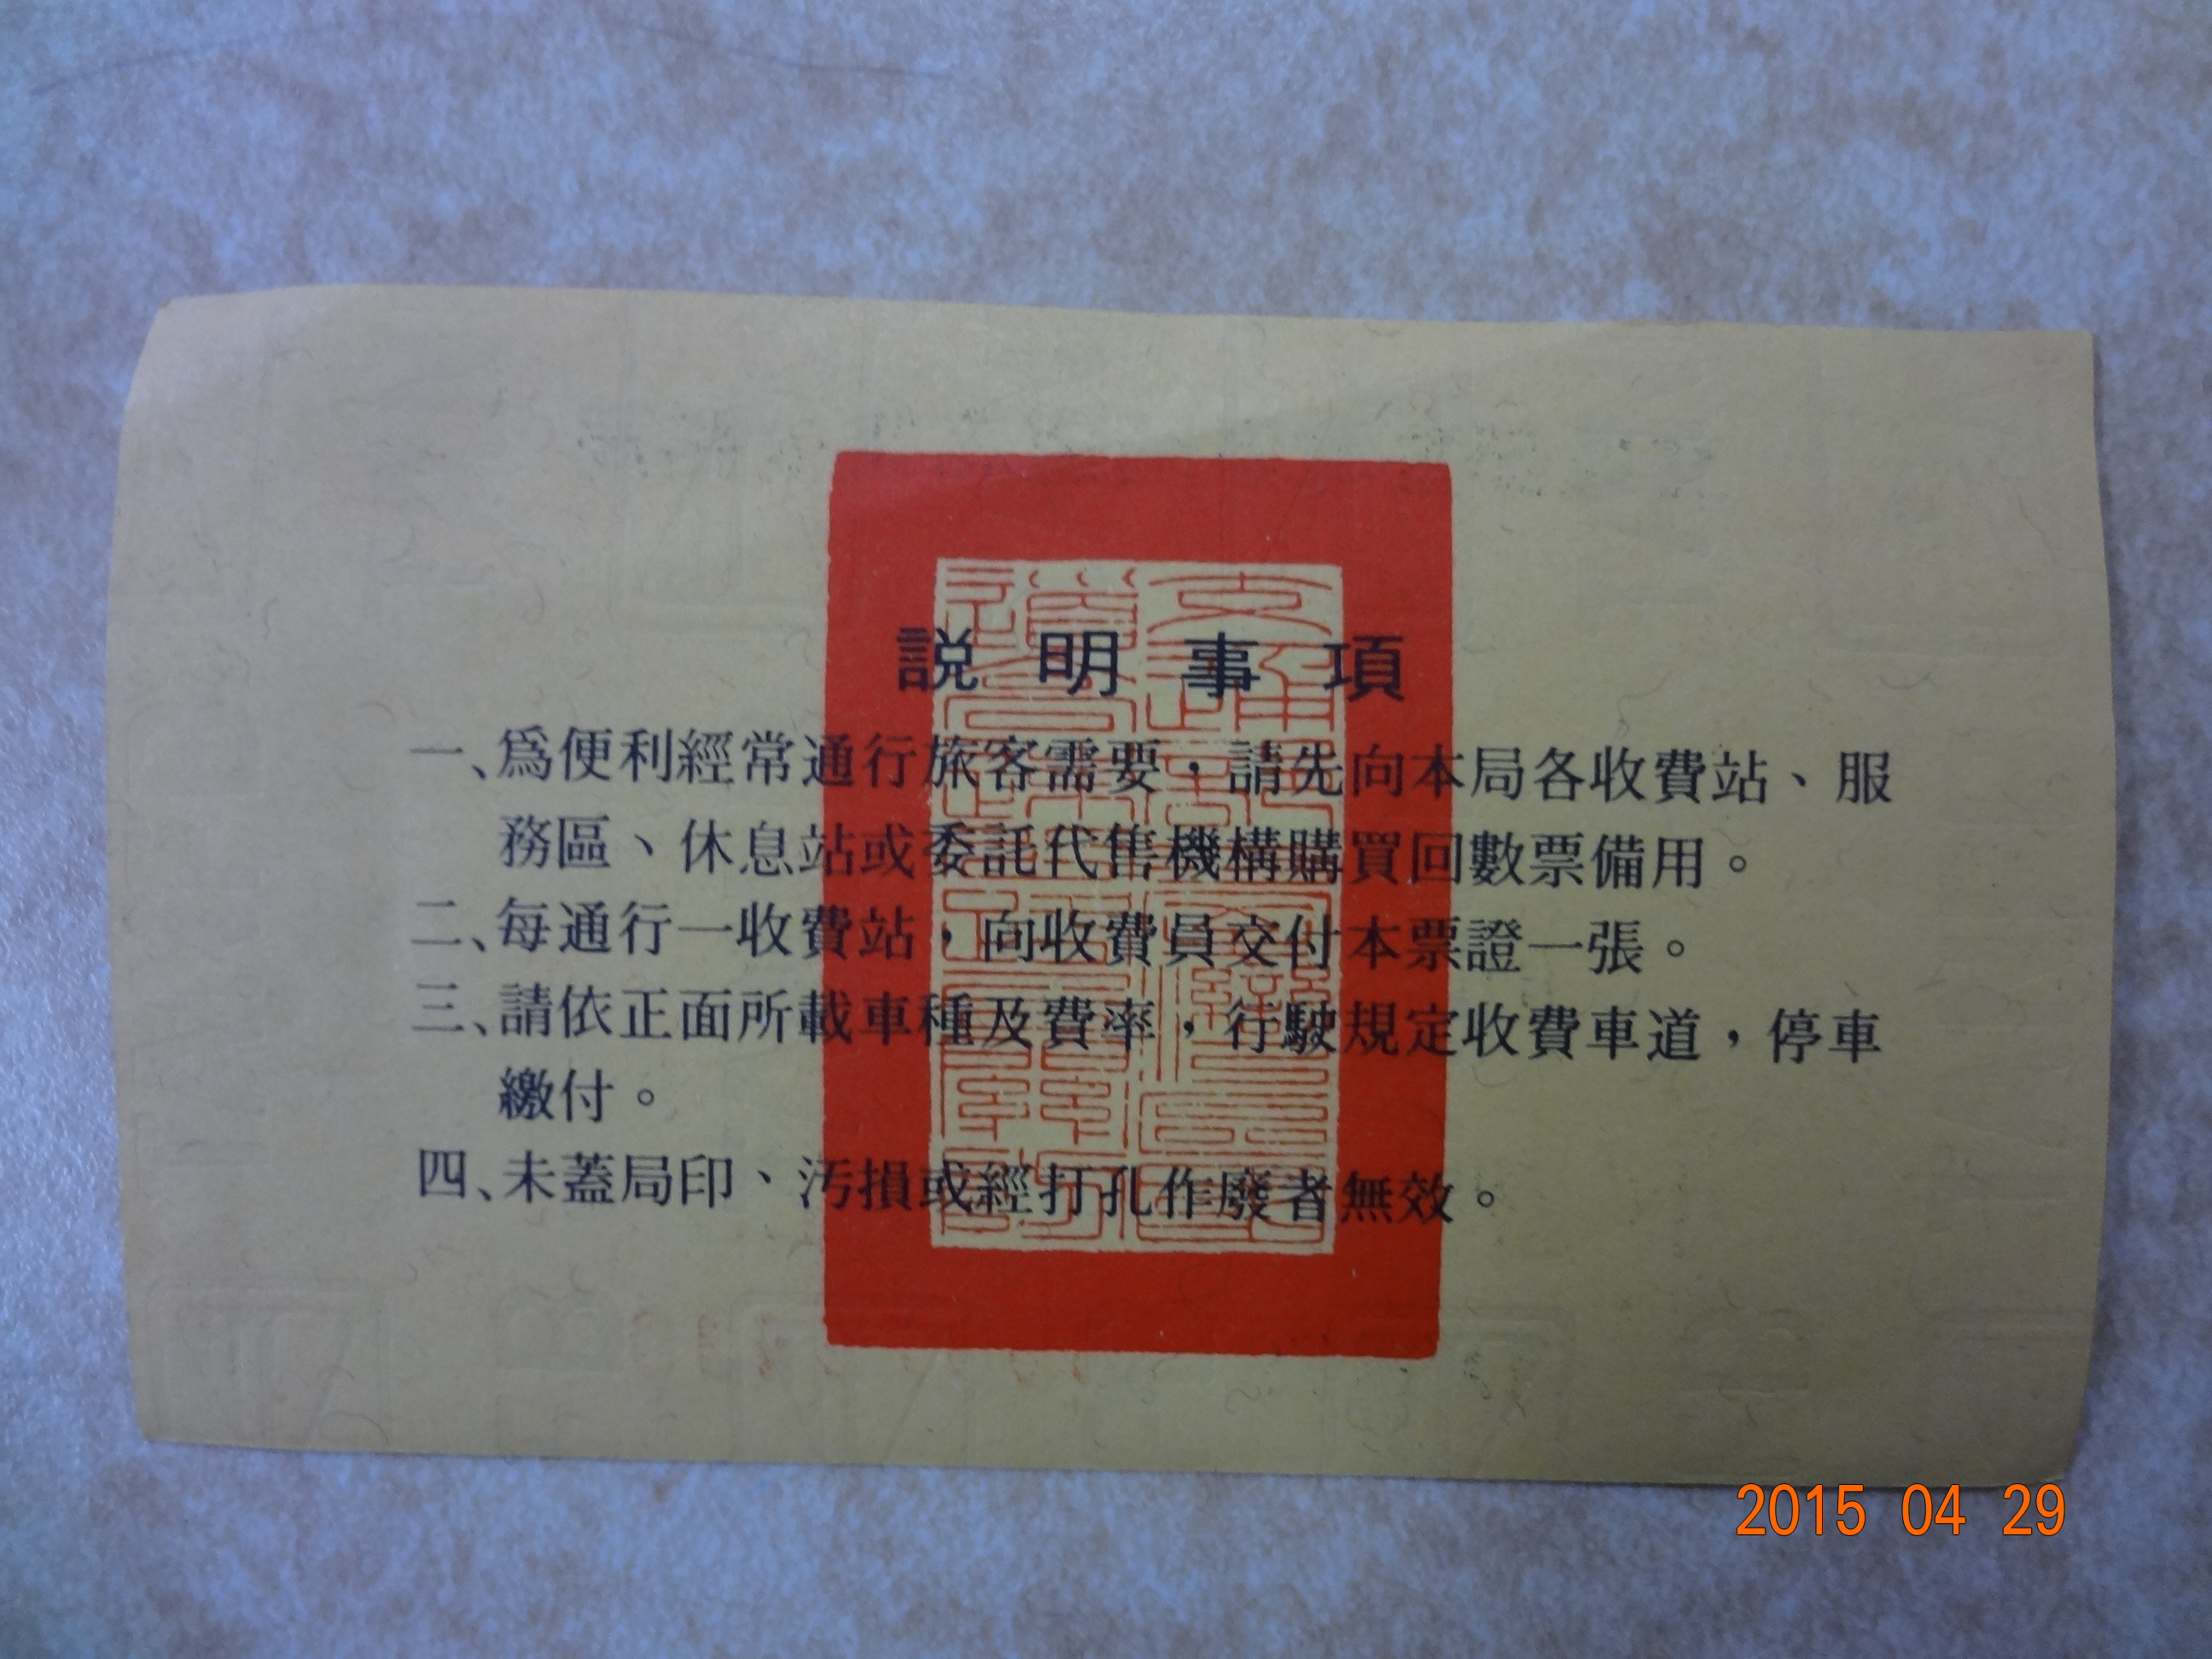 説明事項
一、爲便利經常通行旅客需要，請先向本局各收費站、服
務區、休息站或委託代售機構購買回數票備用。
二、每通行一收費站，向收費員交付本票證一張。
三、請依正面所載車種及費率，行駛規定收費車道，停車
繳付。
四、未蓋局印、汚損或經打孔作廢者無效。
2015 04 29